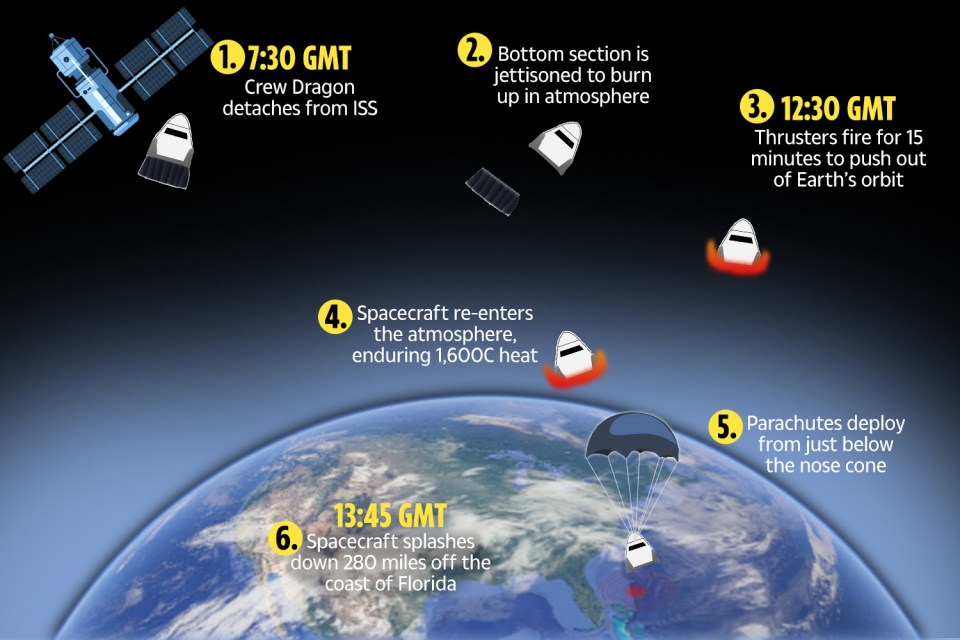 1. 7:30 GMT
Crew Dragon
detaches from ISS
2. Bottom section is
jettisoned to burn
up in atmosphere
3. 12:30 GMT
Thrusters fire for 15
minutes to push out
of Earth's orbit
4. Spacecraft re-enters
the atmosphere,
enduring 1,600C heat
5. Parachutes deploy
from just below
the nose cone
13:45 GMT
6. Spacecraft splashes
down 280 miles off the
coast of Florida